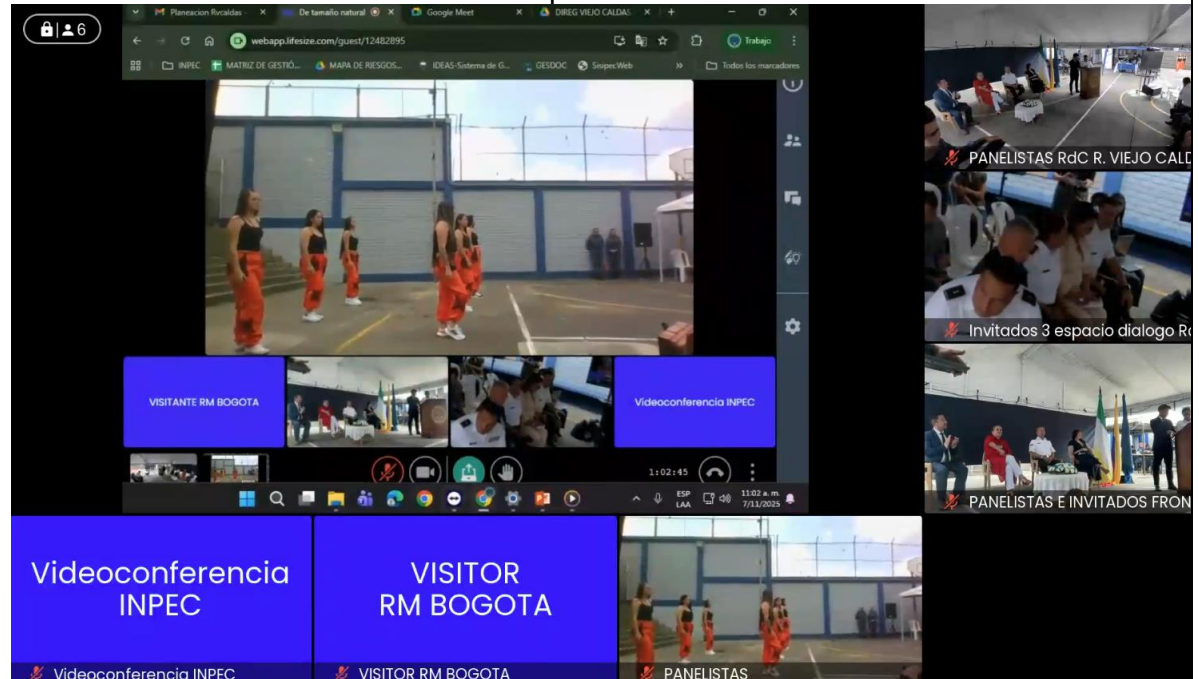 6
Planeacion Rvcaldas
De tamaño natural
Google Meet
DIREG VIEJO CALDAS
webapp.lifesize.com/guest/12482895
Trabajo
INPEC
MATRIZ DE GESTIÓ...
MAPA DE RIESGOS...
IDEAS-Sistema de G...
GESDOC
SisipecWeb
Todos los marcadores
VISITANTE RM BOGOTA
Videoconferencia INPEC
1:02:45
ESP
LAA
11:02 a. m.
7/11/2025
PANELISTAS RdC R. VIEJO CALD
Invitados 3 espacio dialogo Rd
PANELISTAS E INVITADOS FRON
Videoconferencia
INPEC
Videoconferencia INPEC
VISITOR
RM BOGOTA
VISITOR RM BOGOTA
PANELISTAS